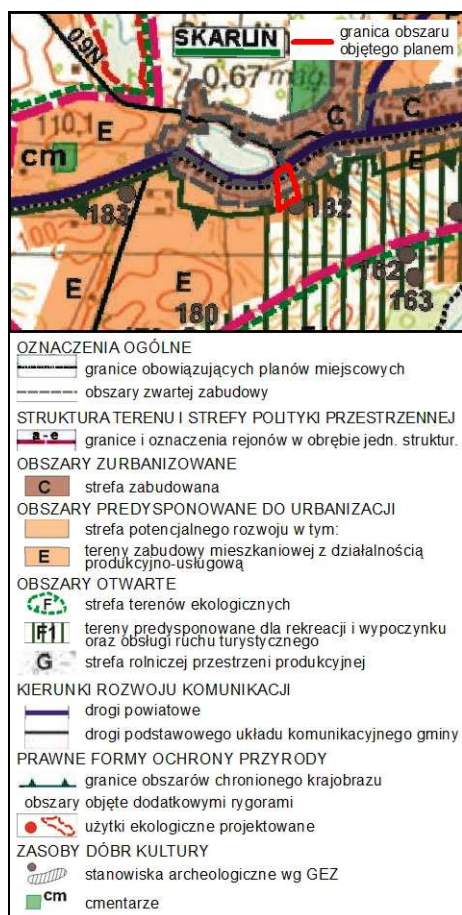 SKARLIN
granica obszaru
objętego planem
0,67
110,1
E
C
C
cm
E
183
182
100
E
E
180
162
163
OZNACZENIA OGÓLNE
granice obowiązujących planów miejscowych
obszary zwartej zabudowy
STRUKTURA TERENU I STREFY POLITYKI PRZESTRZENNEJ
a - e granice i oznaczenia rejonów w obrębie jedn. struktur.
OBSZARY ZURBANIZOWANE
C strefa zabudowana
OBSZARY PREDYSPONOWANE DO URBANIZACJI
strefa potencjalnego rozwoju w tym:
E tereny zabudowy mieszkaniowej z działalnością
produkcyjno-usługową
OBSZARY OTWARTE
F strefa terenów ekologicznych
F1 tereny predysponowane dla rekreacji i wypoczynku
oraz obsługi ruchu turystycznego
G strefa rolniczej przestrzeni produkcyjnej
KIERUNKI ROZWOJU KOMUNIKACJI
drogi powiatowe
drogi podstawowego układu komunikacyjnego gminy
PRAWNE FORMY OCHRONY PRZYRODY
granice obszarów chronionego krajobrazu
obszary objęte dodatkowymi rygorami
użytki ekologiczne projektowane
ZASOBY DÓBR KULTURY
stanowiska archeologiczne wg GEZ
cm cmentarze